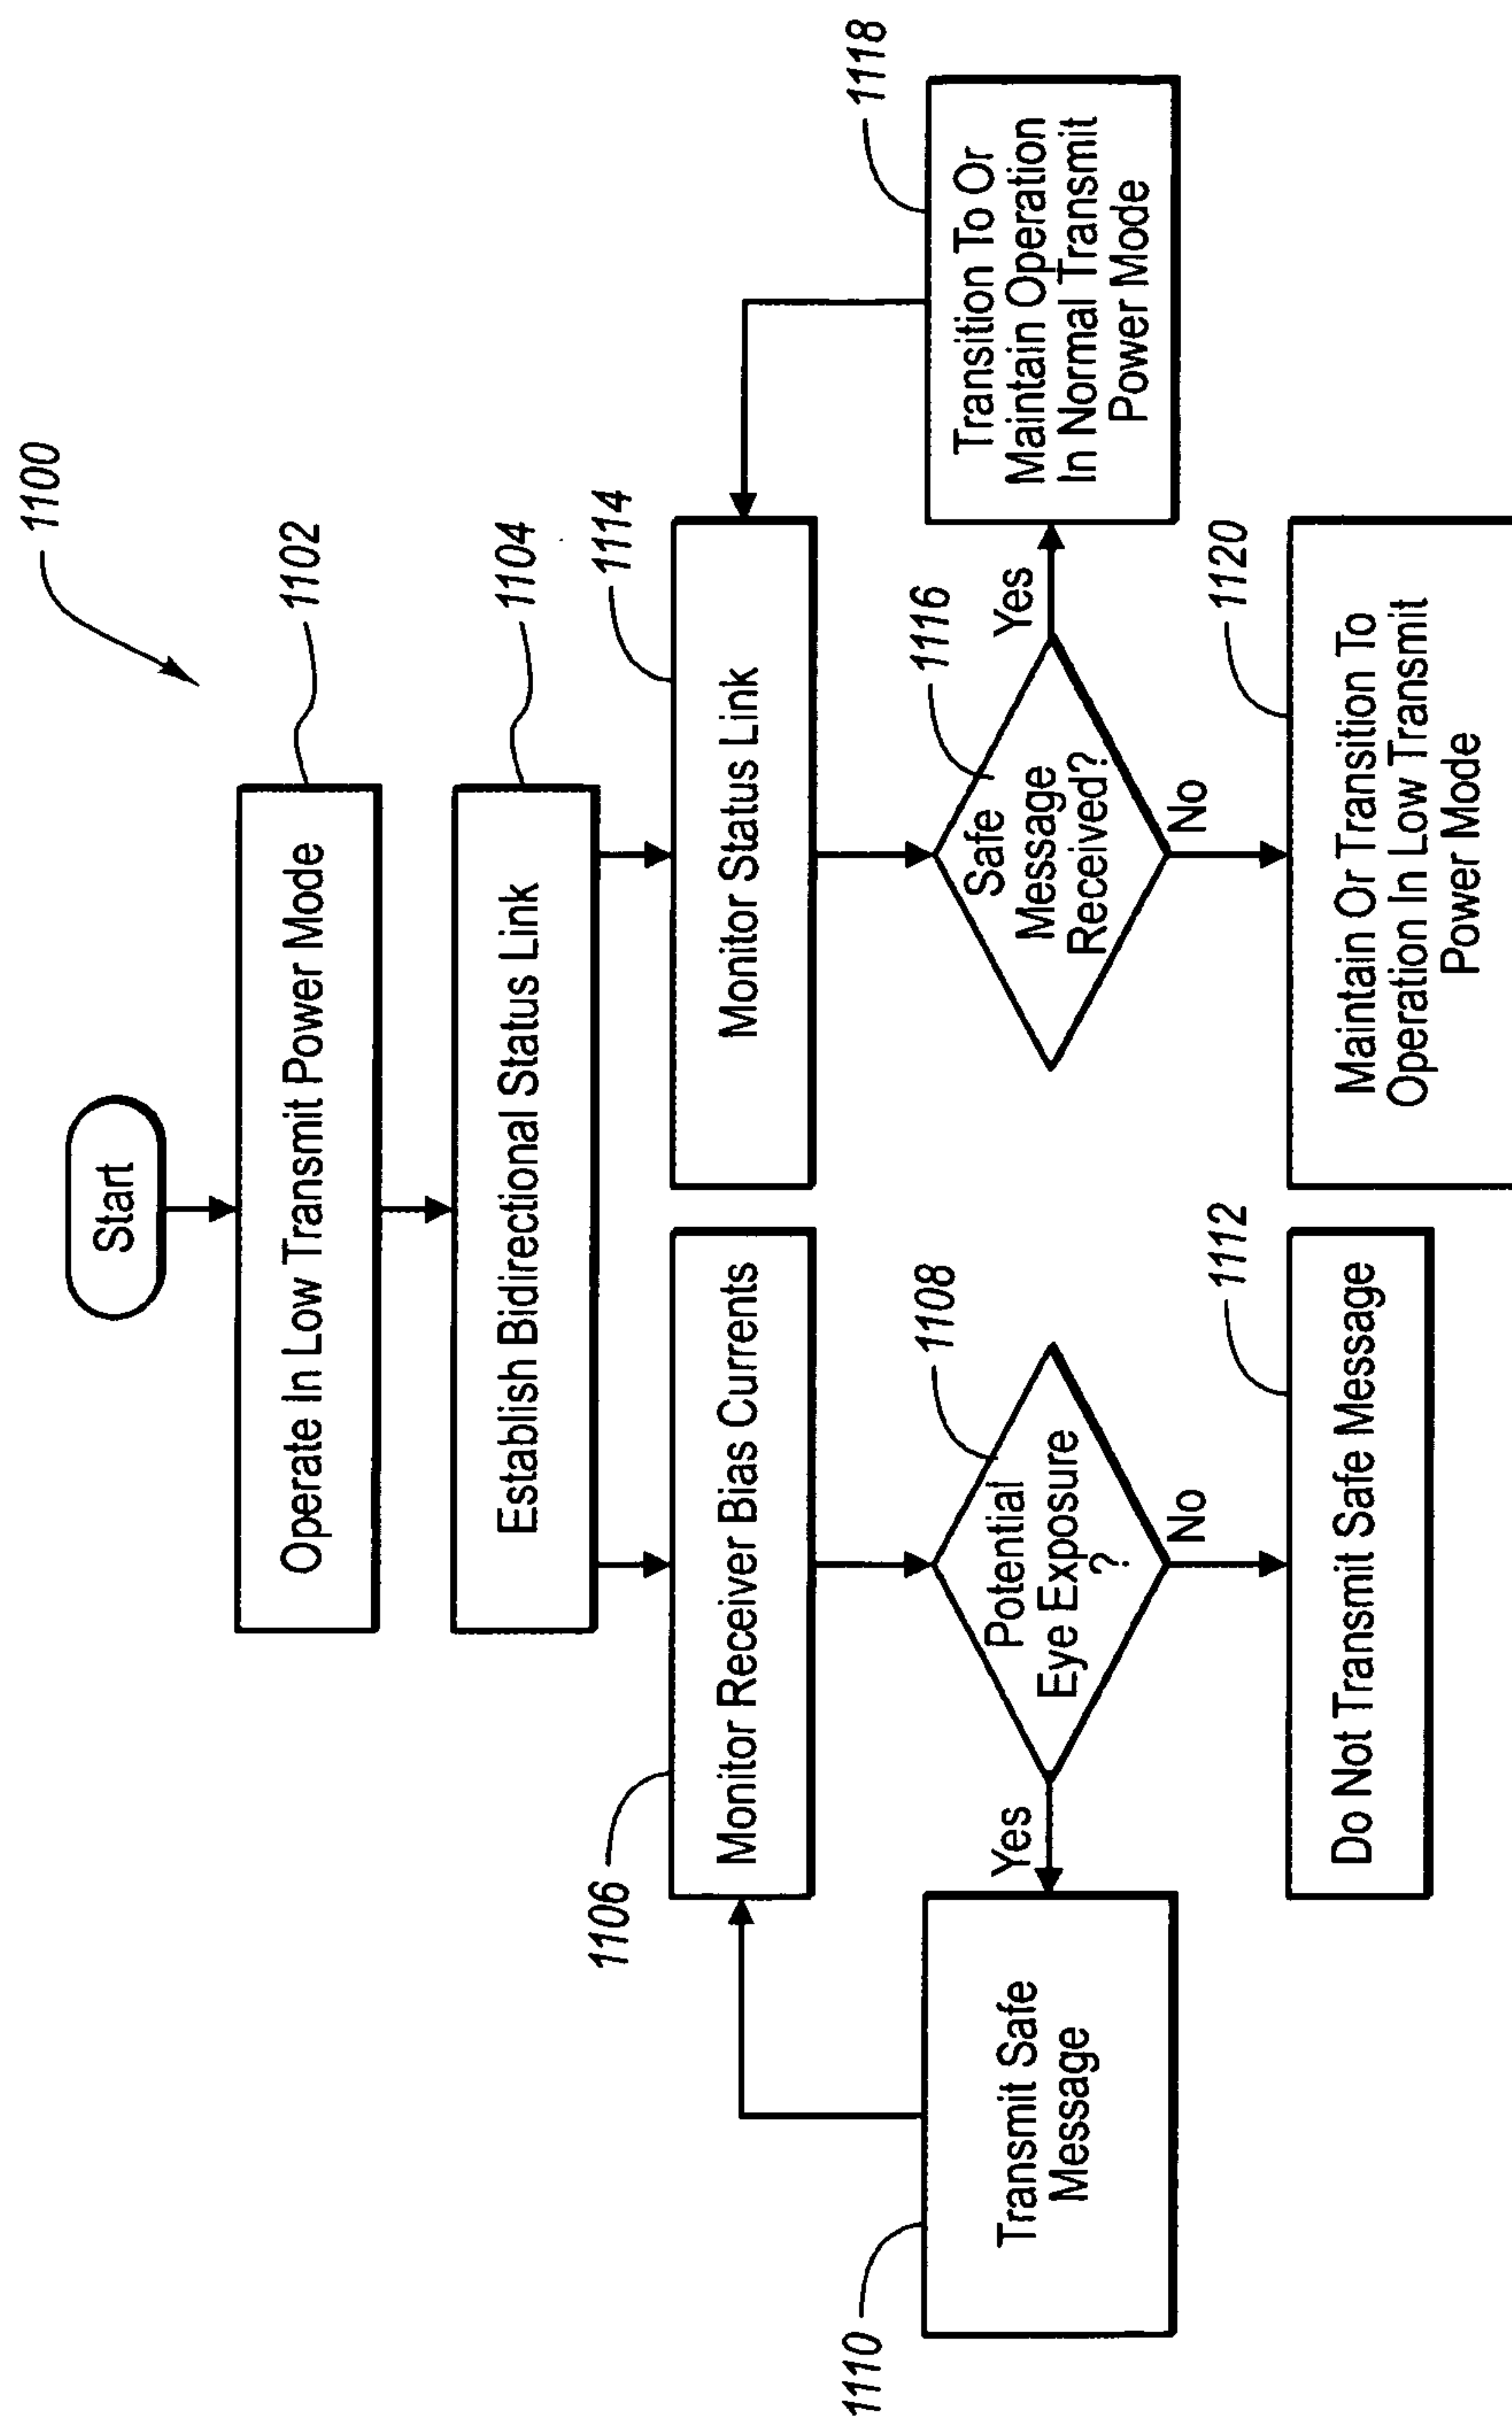 1100
Start
Operate In Low Transmit Power Mode
1102
Establish Bidirectional Status Link
1104
1106
Monitor Receiver Bias Currents
Monitor Status Link
1114
1110
Transmit Safe
Message
Yes
Potential
Eye Exposure
?
1108
No
Do Not Transmit Safe Message
1112
Safe
Message
Received?
1116
Yes
Transition To Or
Maintain Operation
In Normal Transmit
Power Mode
1118
No
Maintain Or Transition To
Operation In Low Transmit
Power Mode
1120